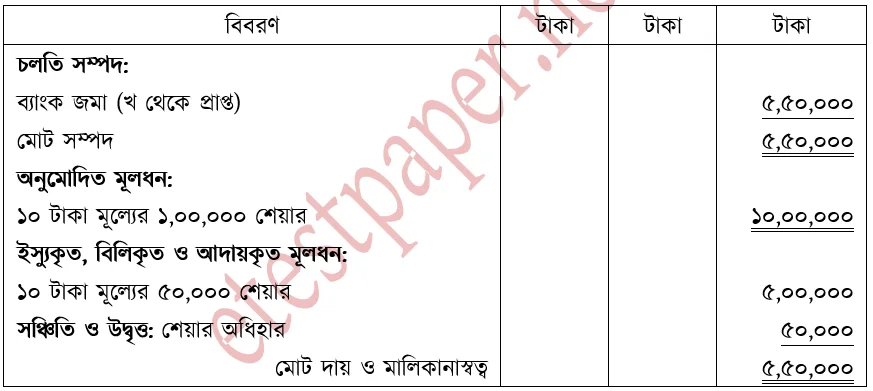 বিবরণ টাকা টাকা টাকা
চলতি সম্পদ:
ব্যাংক জমা (খ থেকে প্রাপ্ত) ৫,৫০,০০০
মোট সম্পদ ৫,৫০,০০০
অনুমোদিত মূলধন:
১০ টাকা মূল্যের ১,০০,০০০ শেয়ার ১০,০০,০০০
ইস্যুকৃত, বিলিকৃত ও আদায়কৃত মূলধন:
১০ টাকা মূল্যের ৫০,০০০ শেয়ার ৫,০০,০০০
সঞ্চিতি ও উদ্বৃত্ত: শেয়ার অধিহার ৫০,০০০
মোট দায় ও মালিকানাস্বত্ব ৫,৫০,০০০
etestpaper.net